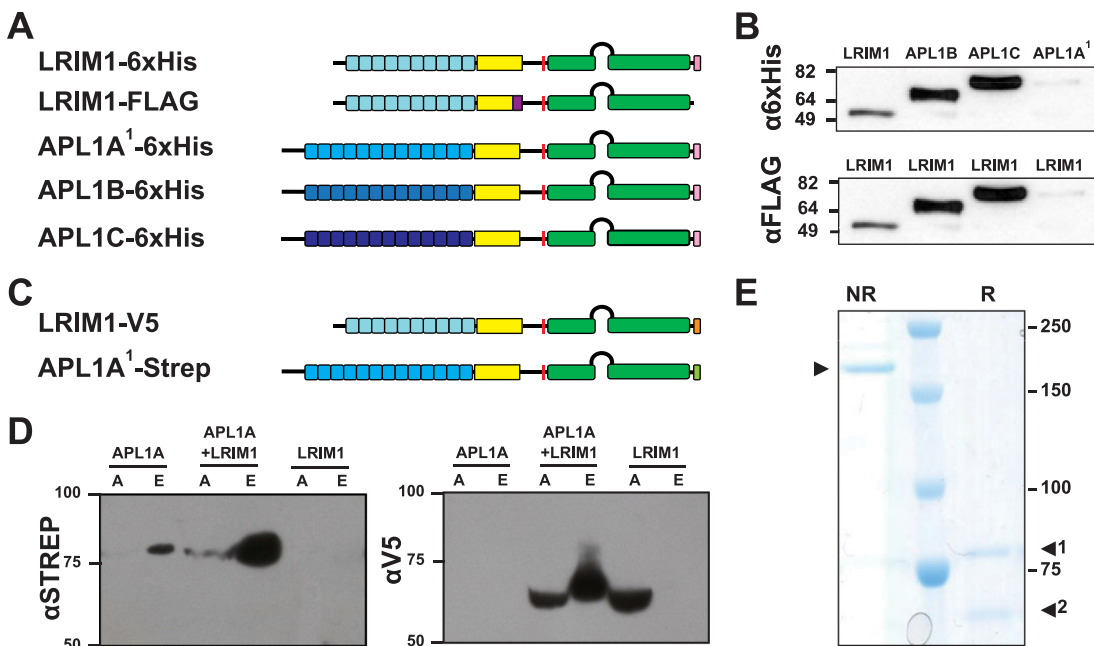 A
LRIM1-6xHis
LRIM1-FLAG
APL1A¹-6xHis
APL1B-6xHis
APL1C-6xHis
B
LRIM1 APL1B APL1C APL1A¹
α6xHis
82
64
49
LRIM1 LRIM1 LRIM1 LRIM1
αFLAG
82
64
49
C
LRIM1-V5
APL1A¹-Strep
D
APL1A APL1A +LRIM1 LRIM1
A E A E A E
αSTREP
100
75
50
APL1A APL1A +LRIM1 LRIM1
A E A E A E
αV5
100
75
50
E
NR R
250
150
100
1
75
2